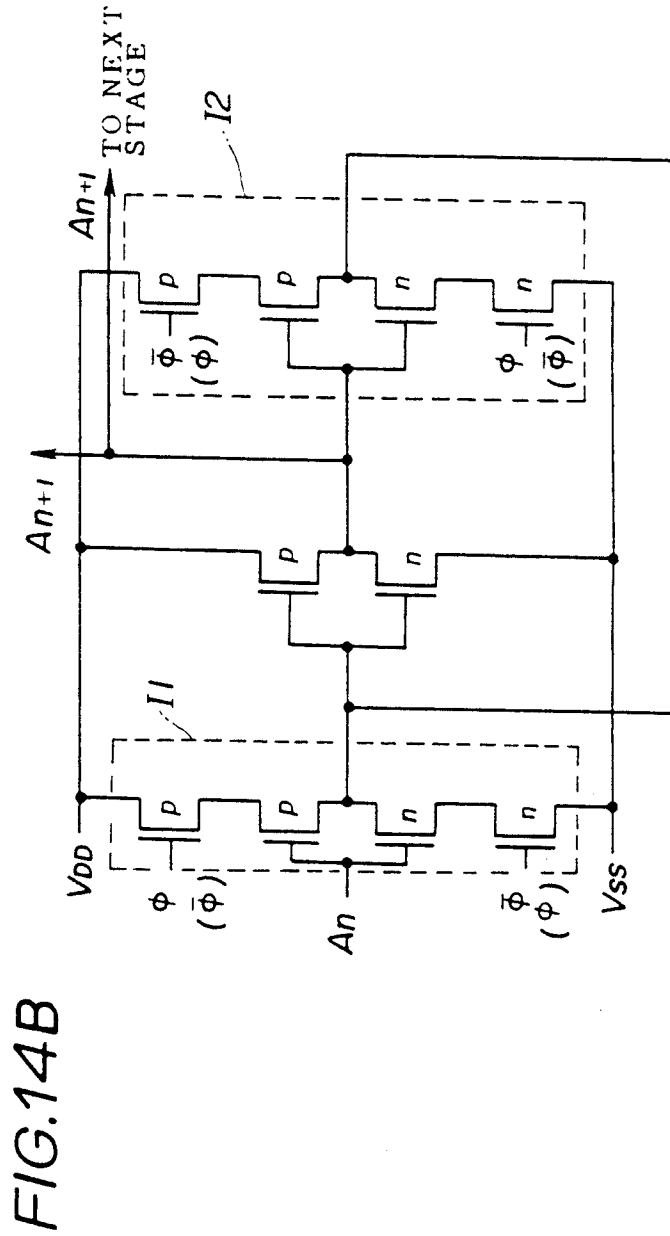 FIG.14B
An+1
An+1
TO NEXT
STAGE
VDD
I1
I2
φ
(φ̅)
p
p
p
φ̅
(φ)
p
p
An
n
n
n
φ̅
(φ)
n
n
φ
(φ̅)
VSS